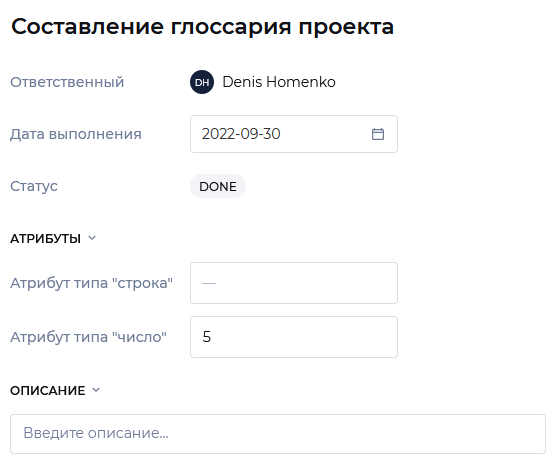 Составление глоссария проекта
Ответственный DH Denis Homenko
Дата выполнения 2022-09-30
Статус DONE
АТРИБУТЫ
Атрибут типа "строка" —
Атрибут типа "число" 5
ОПИСАНИЕ
Введите описание...